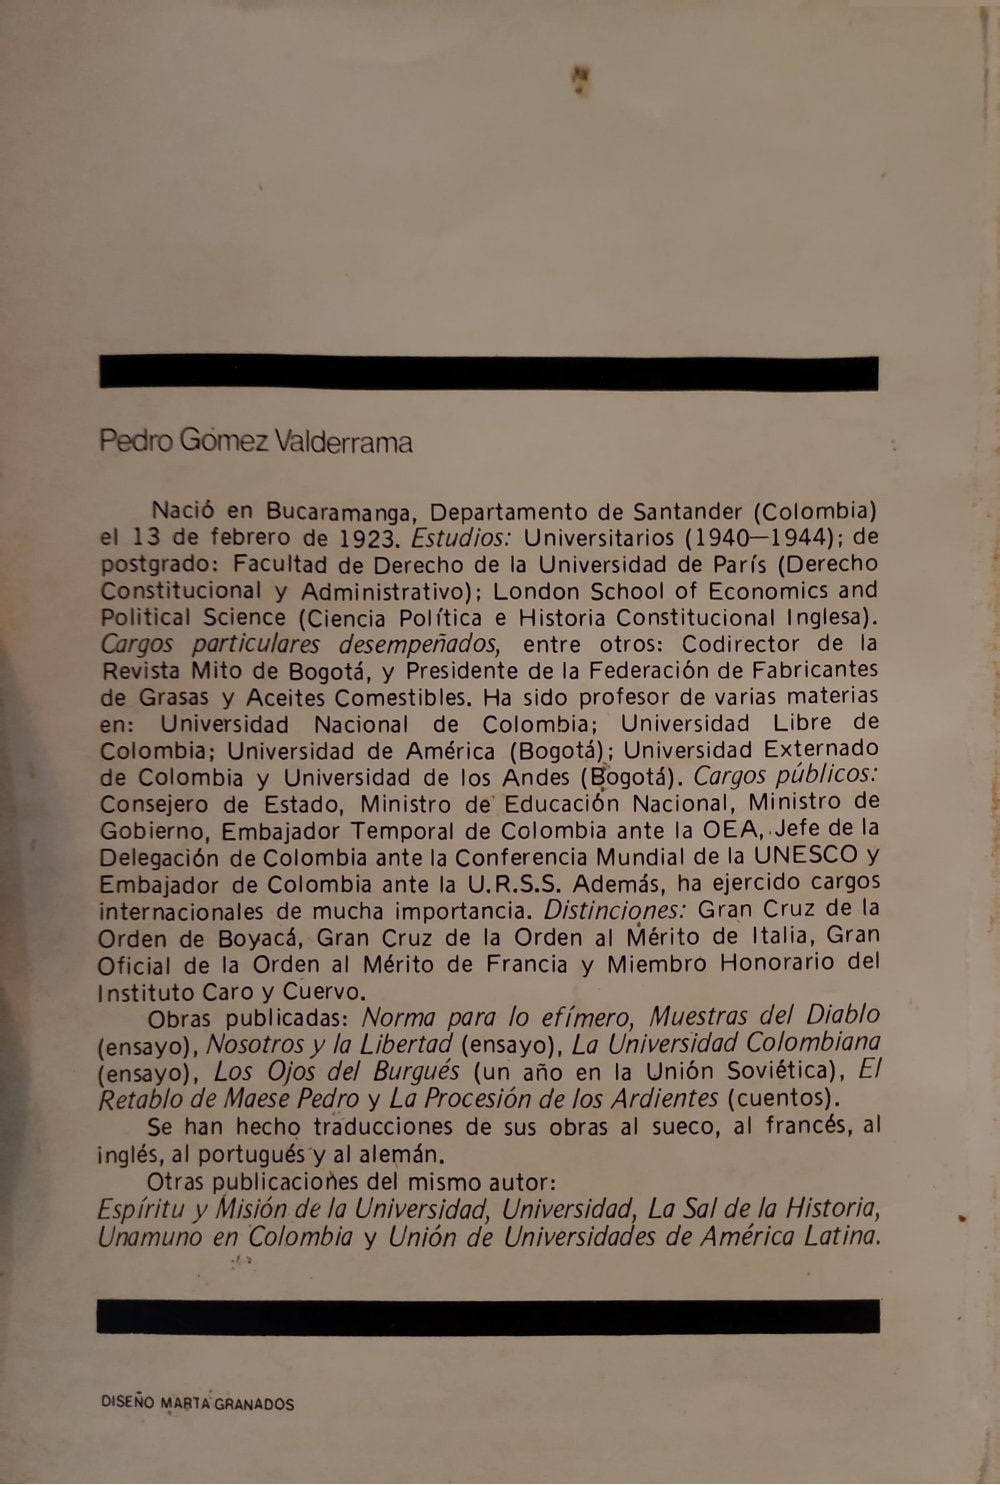 Pedro Gómez Valderrama
Nació en Bucaramanga, Departamento de Santander (Colombia)
el 13 de febrero de 1923. Estudios: Universitarios (1940—1944); de
postgrado: Facultad de Derecho de la Universidad de París (Derecho
Constitucional y Administrativo); London School of Economics and
Political Science (Ciencia Política e Historia Constitucional Inglesa).
Cargos particulares desempeñados, entre otros: Codirector de la
Revista Mito de Bogotá, y Presidente de la Federación de Fabricantes
de Grasas y Aceites Comestibles. Ha sido profesor de varias materias
en: Universidad Nacional de Colombia; Universidad Libre de
Colombia; Universidad de América (Bogotá); Universidad Externado
de Colombia y Universidad de los Andes (Bogotá). Cargos públicos:
Consejero de Estado, Ministro de Educación Nacional, Ministro de
Gobierno, Embajador Temporal de Colombia ante la OEA, Jefe de la
Delegación de Colombia ante la Conferencia Mundial de la UNESCO y
Embajador de Colombia ante la U.R.S.S. Además, ha ejercido cargos
internacionales de mucha importancia. Distinciones: Gran Cruz de la
Orden de Boyacá, Gran Cruz de la Orden al Mérito de Italia, Gran
Oficial de la Orden al Mérito de Francia y Miembro Honorario del
Instituto Caro y Cuervo.
Obras publicadas: Norma para lo efímero, Muestras del Diablo
(ensayo), Nosotros y la Libertad (ensayo), La Universidad Colombiana
(ensayo), Los Ojos del Burgués (un año en la Unión Soviética), El
Retablo de Maese Pedro y La Procesión de los Ardientes (cuentos).
Se han hecho traducciones de sus obras al sueco, al francés, al
inglés, al portugués y al alemán.
Otras publicaciones del mismo autor:
Espíritu y Misión de la Universidad, Universidad, La Sal de la Historia,
Unamuno en Colombia y Unión de Universidades de América Latina.
DISEÑO MARTA GRANADOS